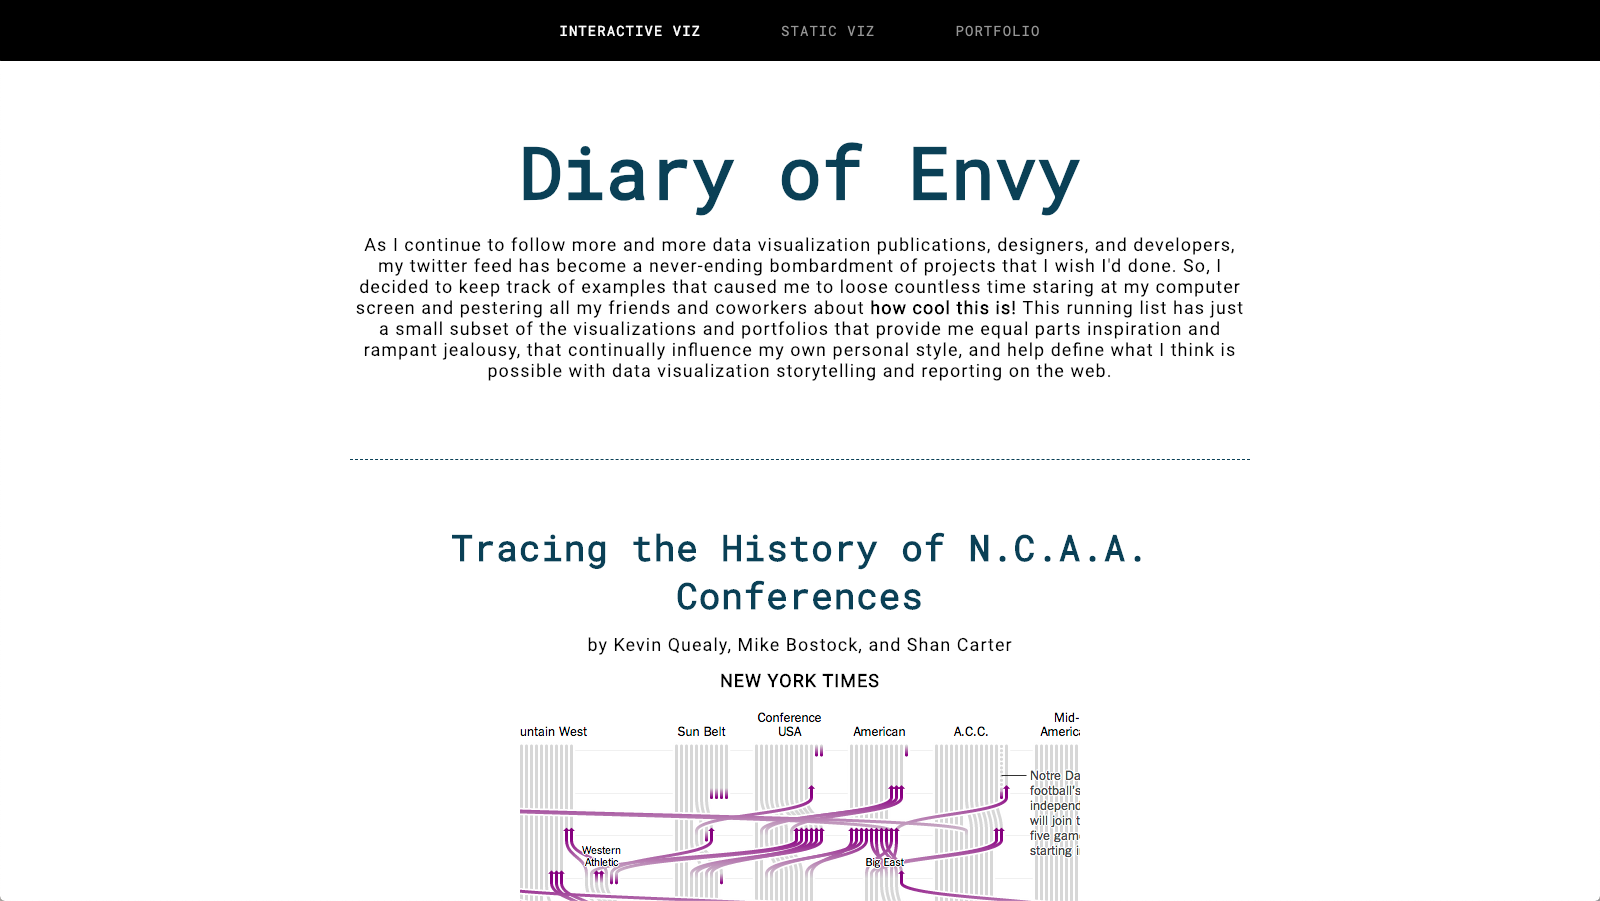 INTERACTIVE VIZ STATIC VIZ PORTFOLIO
Diary of Envy
As I continue to follow more and more data visualization publications, designers, and developers,
my twitter feed has become a never-ending bombardment of projects that I wish I'd done. So, I
decided to keep track of examples that caused me to loose countless time staring at my computer
screen and pestering all my friends and coworkers about how cool this is! This running list has just
a small subset of the visualizations and portfolios that provide me equal parts inspiration and
rampant jealousy, that continually influence my own personal style, and help define what I think is
possible with data visualization storytelling and reporting on the web.
Tracing the History of N.C.A.A.
Conferences
by Kevin Quealy, Mike Bostock, and Shan Carter
NEW YORK TIMES
untain West
Sun Belt
Conference
USA
American
A.C.C.
Mid-
Americ
Notre Da
football's
independ
will join t
five gam
starting i
Western
Athletic
Big East